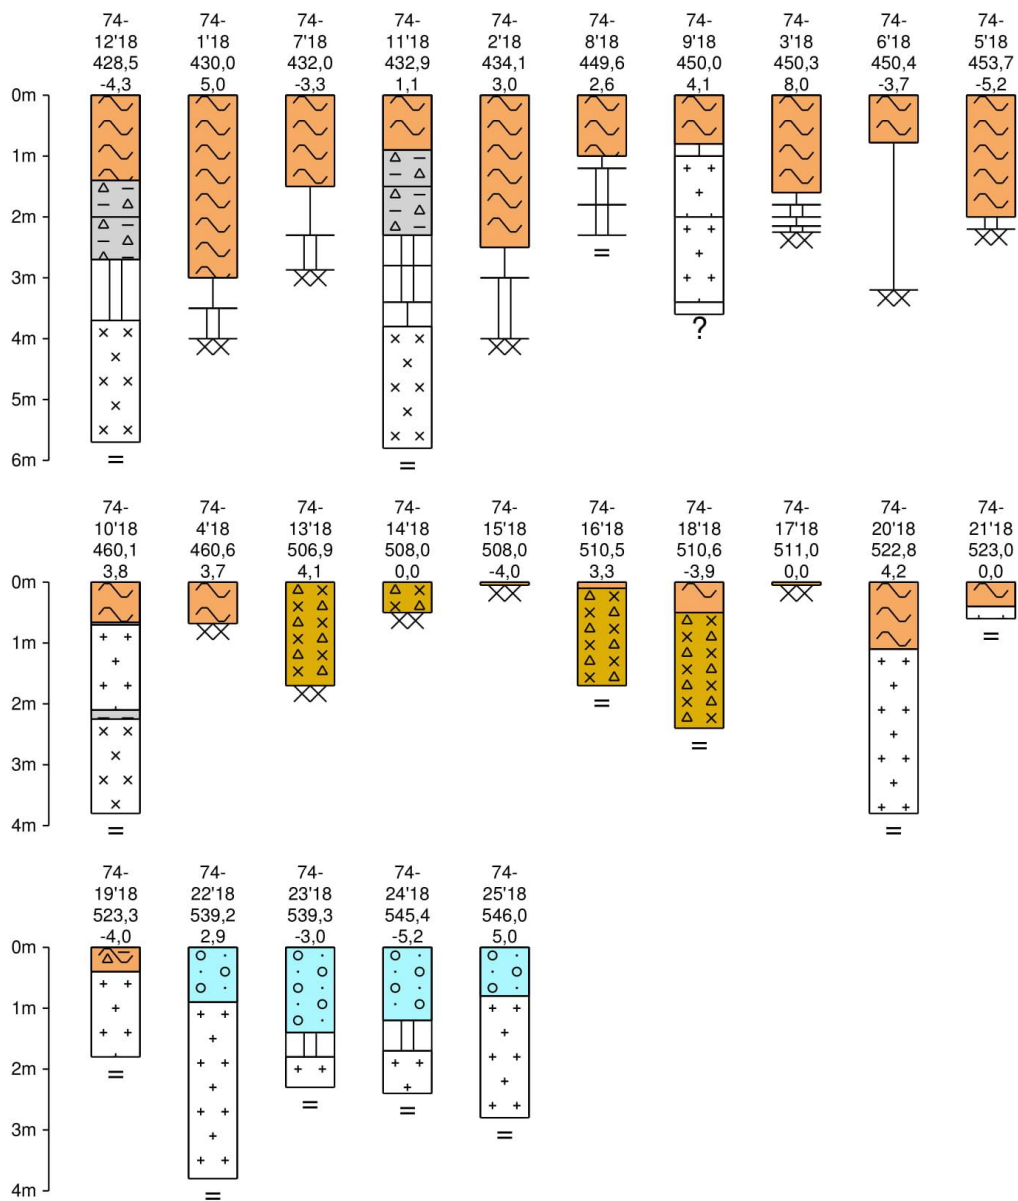 74- 74- 74- 74- 74- 74- 74- 74- 74- 74-
12'18 1'18 7'18 11'18 2'18 8'18 9'18 3'18 6'18 5'18
428,5 430,0 432,0 432,9 434,1 449,6 450,0 450,3 450,4 453,7
-4,3 5,0 -3,3 1,1 3,0 2,6 4,1 8,0 -3,7 -5,2
0m
1m
2m
3m
4m ?
5m
6m
74- 74- 74- 74- 74- 74- 74- 74- 74- 74-
10'18 4'18 13'18 14'18 15'18 16'18 18'18 17'18 20'18 21'18
460,1 460,6 506,9 508,0 508,0 510,5 510,6 511,0 522,8 523,0
3,8 3,7 4,1 0,0 -4,0 3,3 -3,9 0,0 4,2 0,0
0m
1m
2m
3m
4m
74- 74- 74- 74- 74-
19'18 22'18 23'18 24'18 25'18
523,3 539,2 539,3 545,4 546,0
-4,0 2,9 -3,0 -5,2 5,0
0m
1m
2m
3m
4m